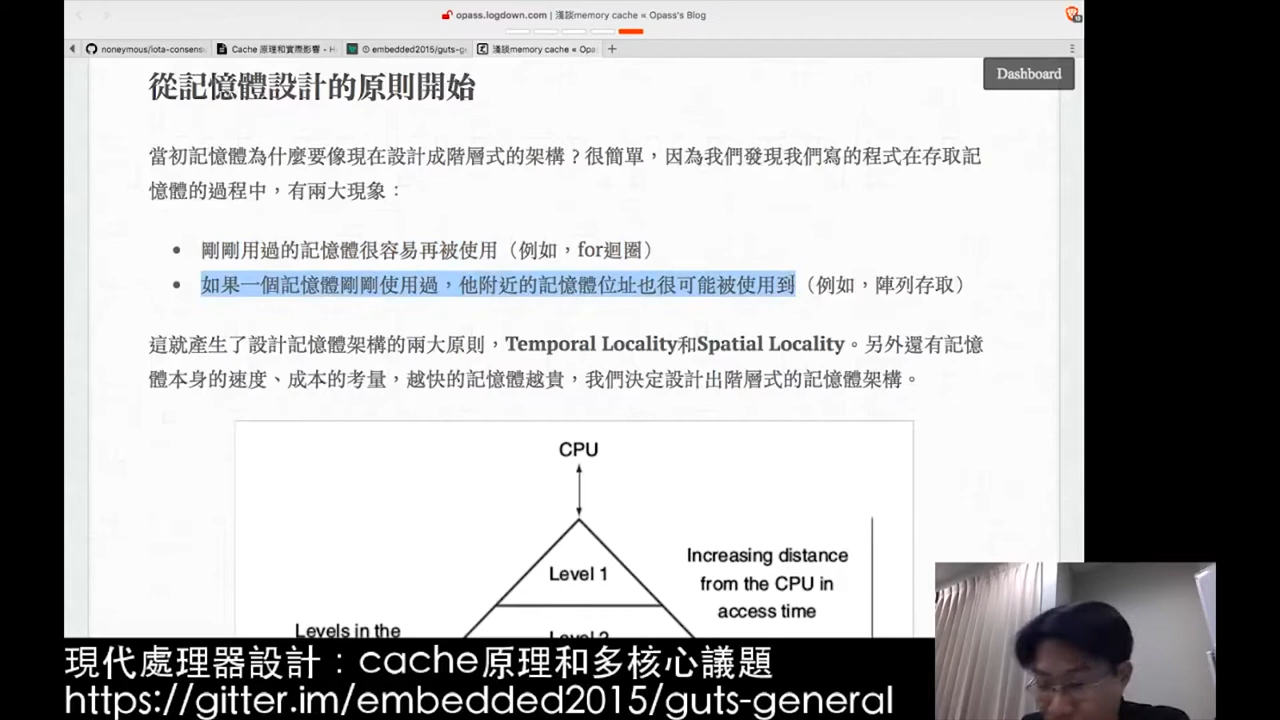 opass.logdown.com | 淺談memory cache « Opass's Blog
noneymous/iota-consensu
Cache 原理和實際影響 - H
embedded2015/guts-g
淺談memory cache « Opa
Dashboard
從記憶體設計的原則開始
當初記憶體為什麼要像現在設計成階層式的架構？很簡單，因為我們發現我們寫的程式在存取記
憶體的過程中，有兩大現象：
剛剛用過的記憶體很容易再被使用（例如，for迴圈）
如果一個記憶體剛剛使用過，他附近的記憶體位址也很可能被使用到（例如，陣列存取）
這就產生了設計記憶體架構的兩大原則，Temporal Locality和Spatial Locality。另外還有記憶
體本身的速度、成本的考量，越快的記憶體越貴，我們決定設計出階層式的記憶體架構。
CPU
Level 1
Increasing distance
from the CPU in
access time
Levels in the
Level 2
現代處理器設計：cache原理和多核心議題
https://gitter.im/embedded2015/guts-general